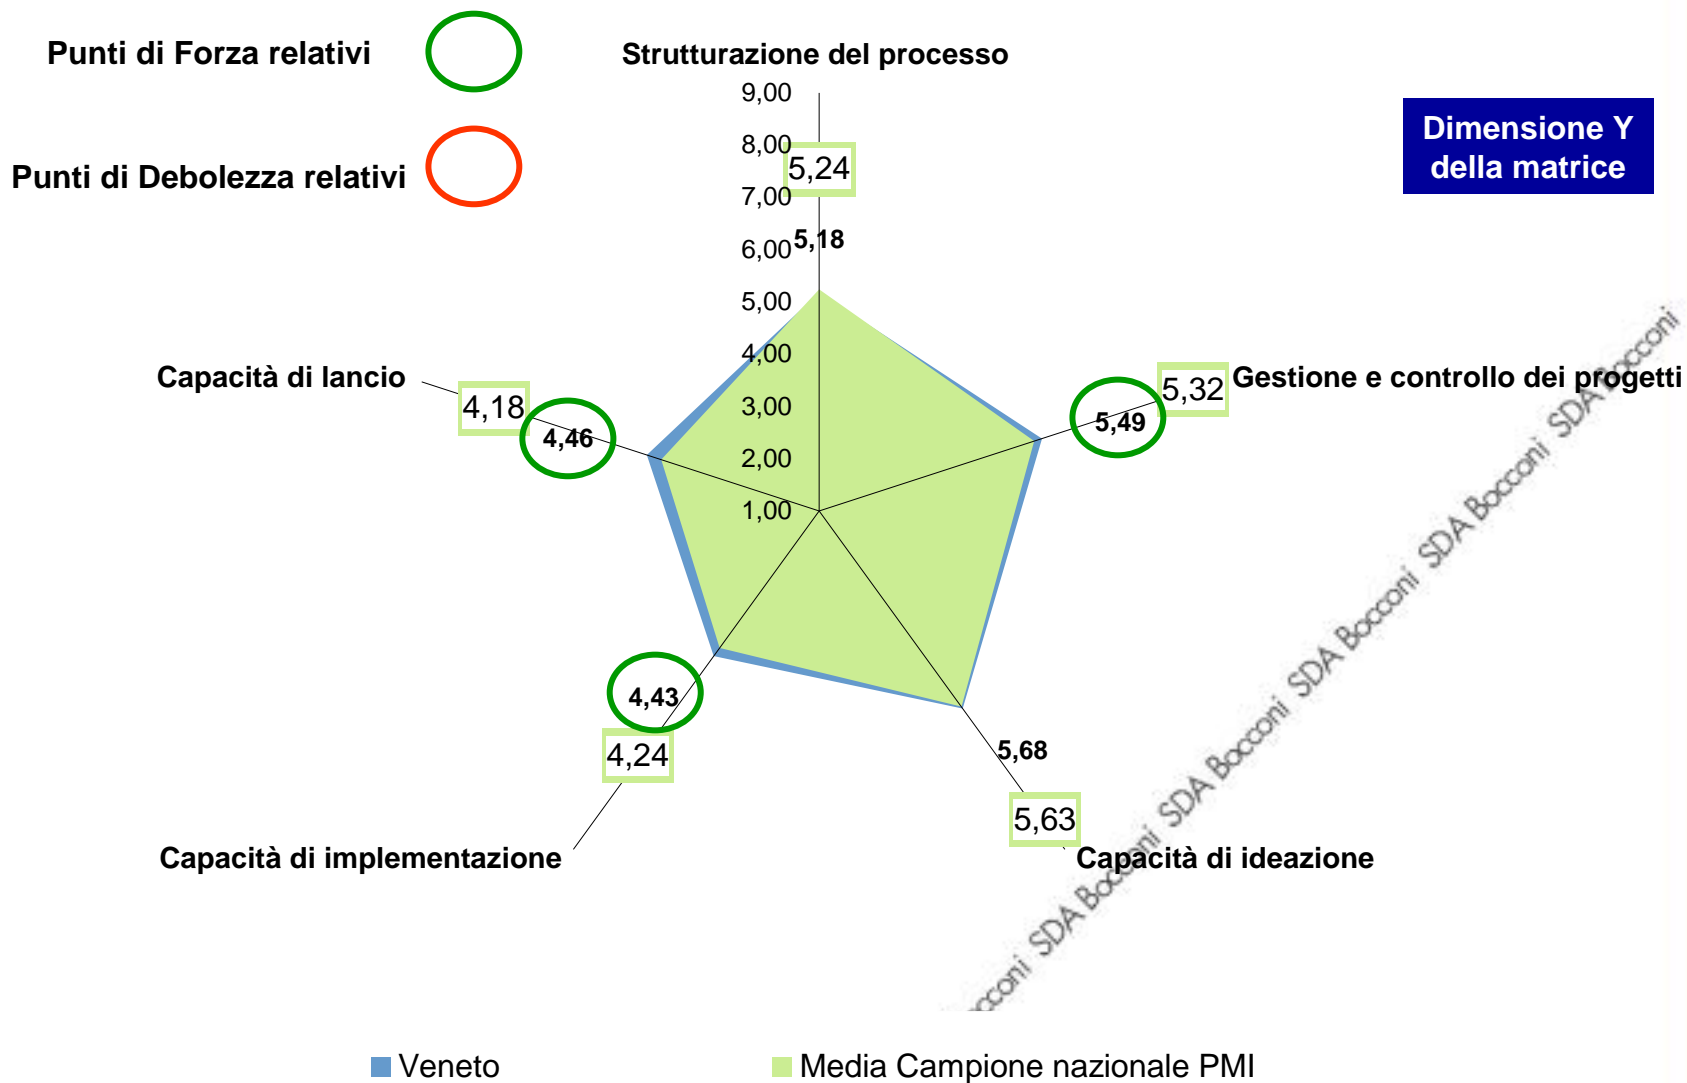 Punti di Forza relativi
Punti di Debolezza relativi
Strutturazione del processo
Dimensione Y
della matrice
9,00
8,00
7,00
6,00
5,00
4,00
3,00
2,00
1,00
5,24
5,18
Gestione e controllo dei progetti
5,32
5,49
Capacità di lancio
4,18
4,46
4,43
4,24
Capacità di implementazione
5,68
5,63
Capacità di ideazione
occoni SDA Bocconi SDA Bocconi SDA Bocconi SDA Bocconi SDA Bocconi
Veneto
Media Campione nazionale PMI